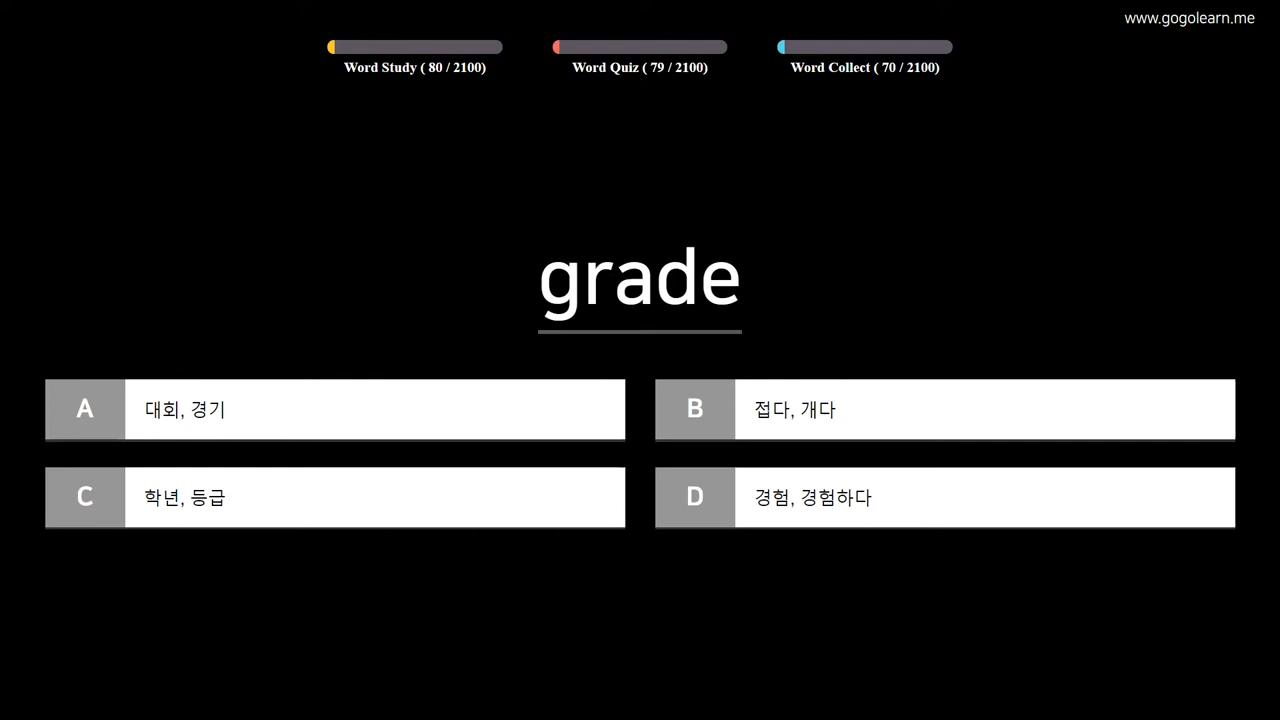 www.gogolearn.me
Word Study ( 80 / 2100)
Word Quiz ( 79 / 2100)
Word Collect ( 70 / 2100)
grade
A 대회, 경기
B 접다, 개다
C 학년, 등급
D 경험, 경험하다